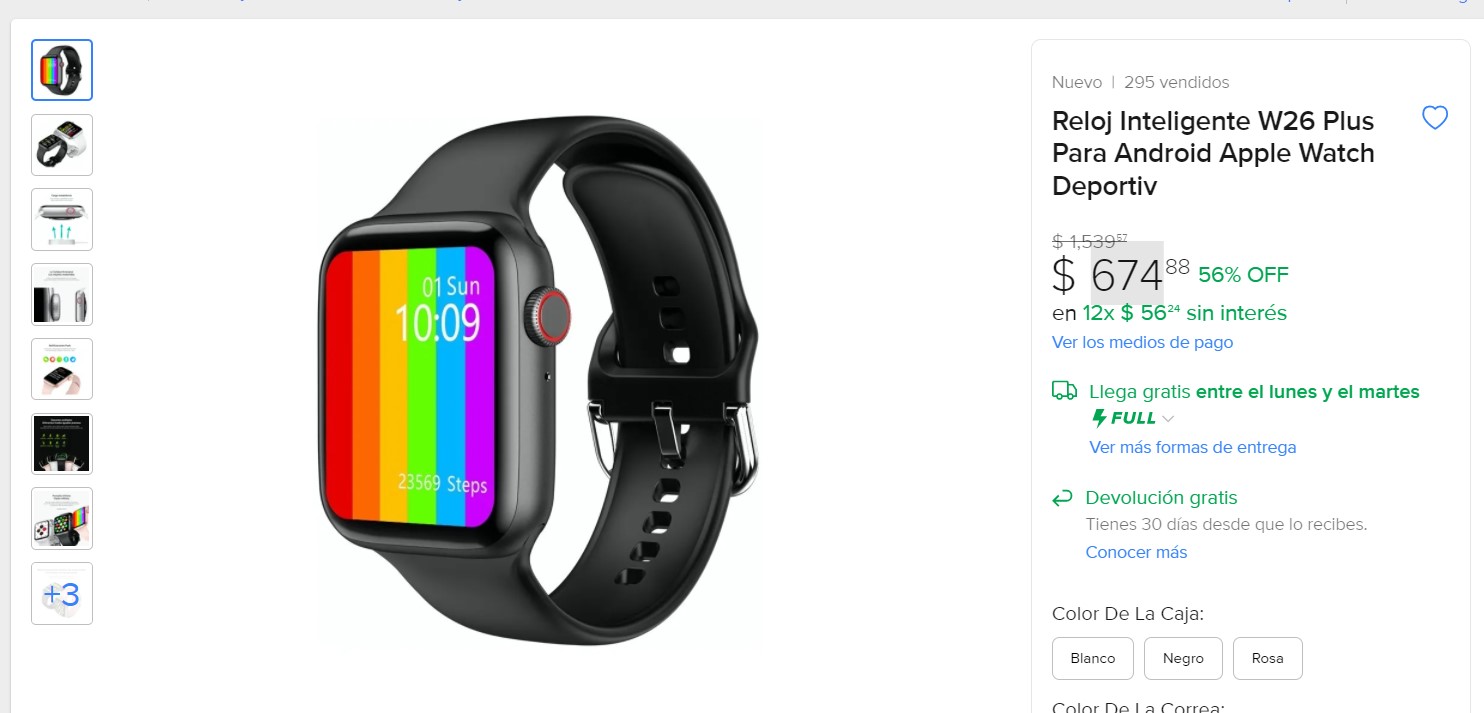 Nuevo | 295 vendidos
Reloj Inteligente W26 Plus
Para Android Apple Watch
Deportiv
$ 1,539 57
$ 674 88 56% OFF
en 12x $ 56 24 sin interés
Ver los medios de pago
Llega gratis entre el lunes y el martes
FULL
Ver más formas de entrega
Devolución gratis
Tienes 30 días desde que lo recibes.
Conocer más
Color De La Caja:
Blanco Negro Rosa
Color De La Correa:
01 Sun
10:09
23569 Steps
+3